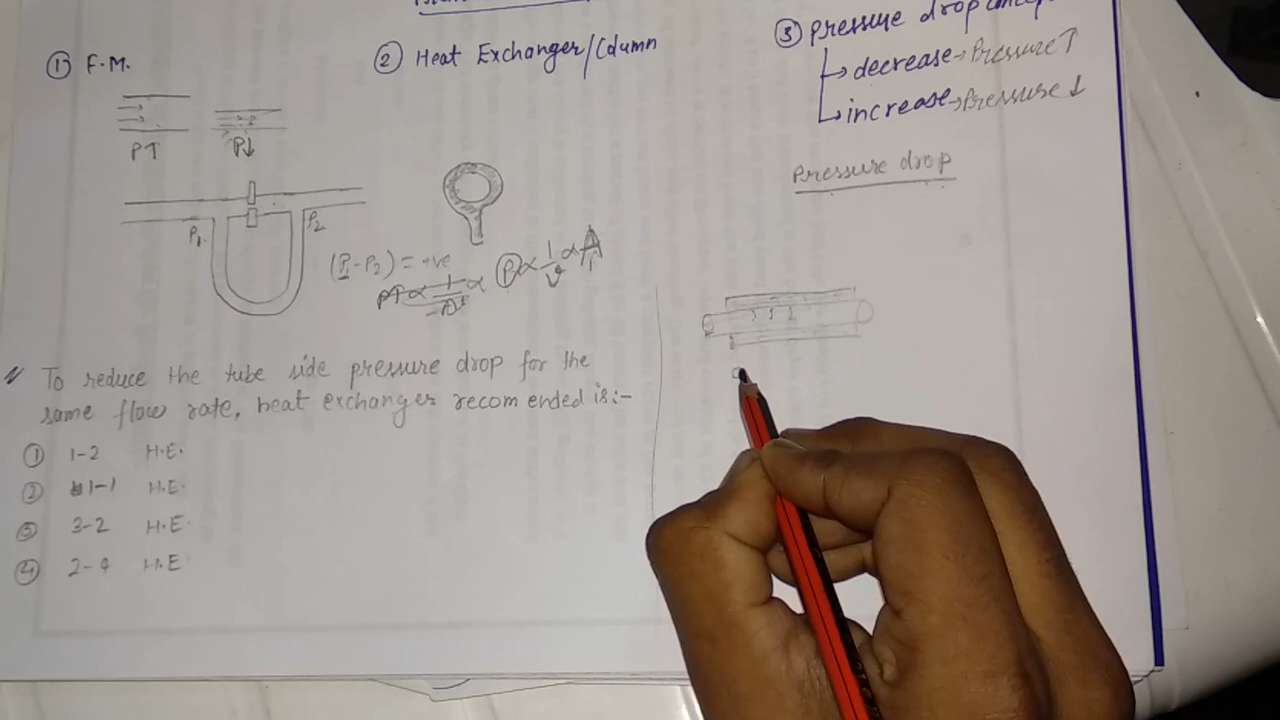 ① F.M.
② Heat Exchanger/Column
③ Pressure drop concept
↳ decrease → Pressure ↑
↳ increase → Pressure ↓
P↑ P↓
Pressure drop
P₁ P₂
(P₁-P₂) = +ve
P ∝ 1/v ∝ A
To reduce the tube side pressure drop for the
same flow rate, heat exchanger recomended is:-
① 1-2 H.E.
② 1-1 H.E.
③ 3-2 H.E.
④ 2-4 H.E